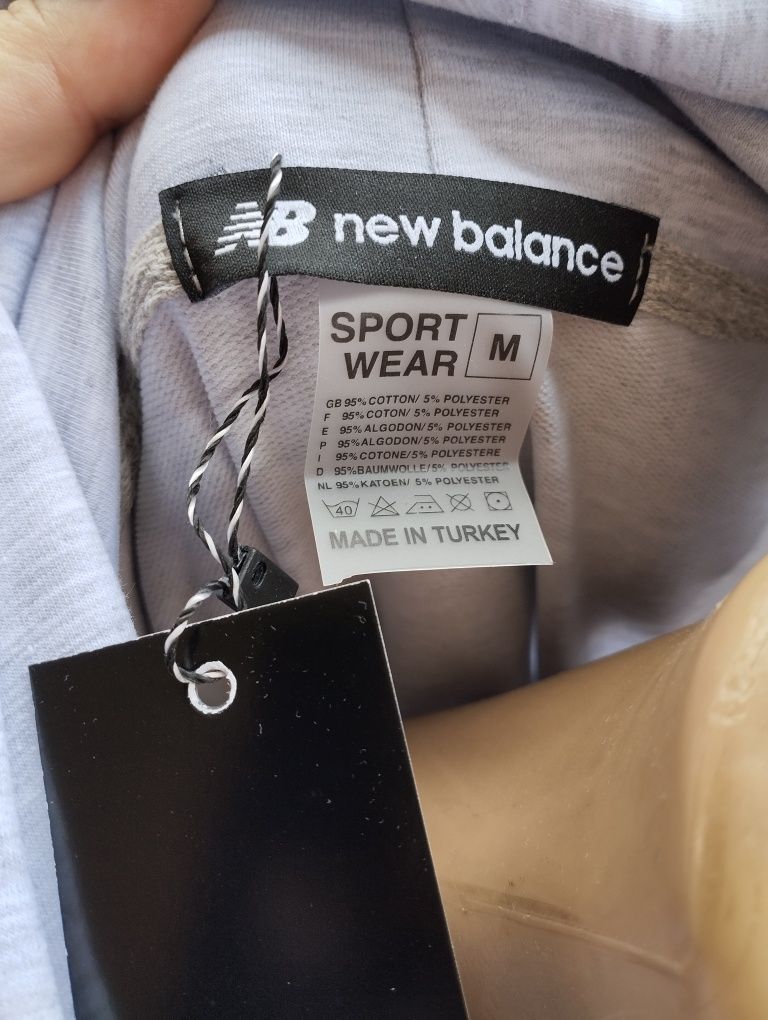 NB new balance
SPORT WEAR M
GB 95% COTTON/ 5% POLYESTER
F 95% COTON/ 5% POLYESTER
E 95% ALGODON/ 5% POLYESTER
P 95% ALGODON/ 5% POLYESTER
I 95% COTONE/ 5% POLYESTERE
D 95%BAUMWOLLE/ 5% POLYESTER
NL 95% KATOEN/ 5% POLYESTER
40
MADE IN TURKEY